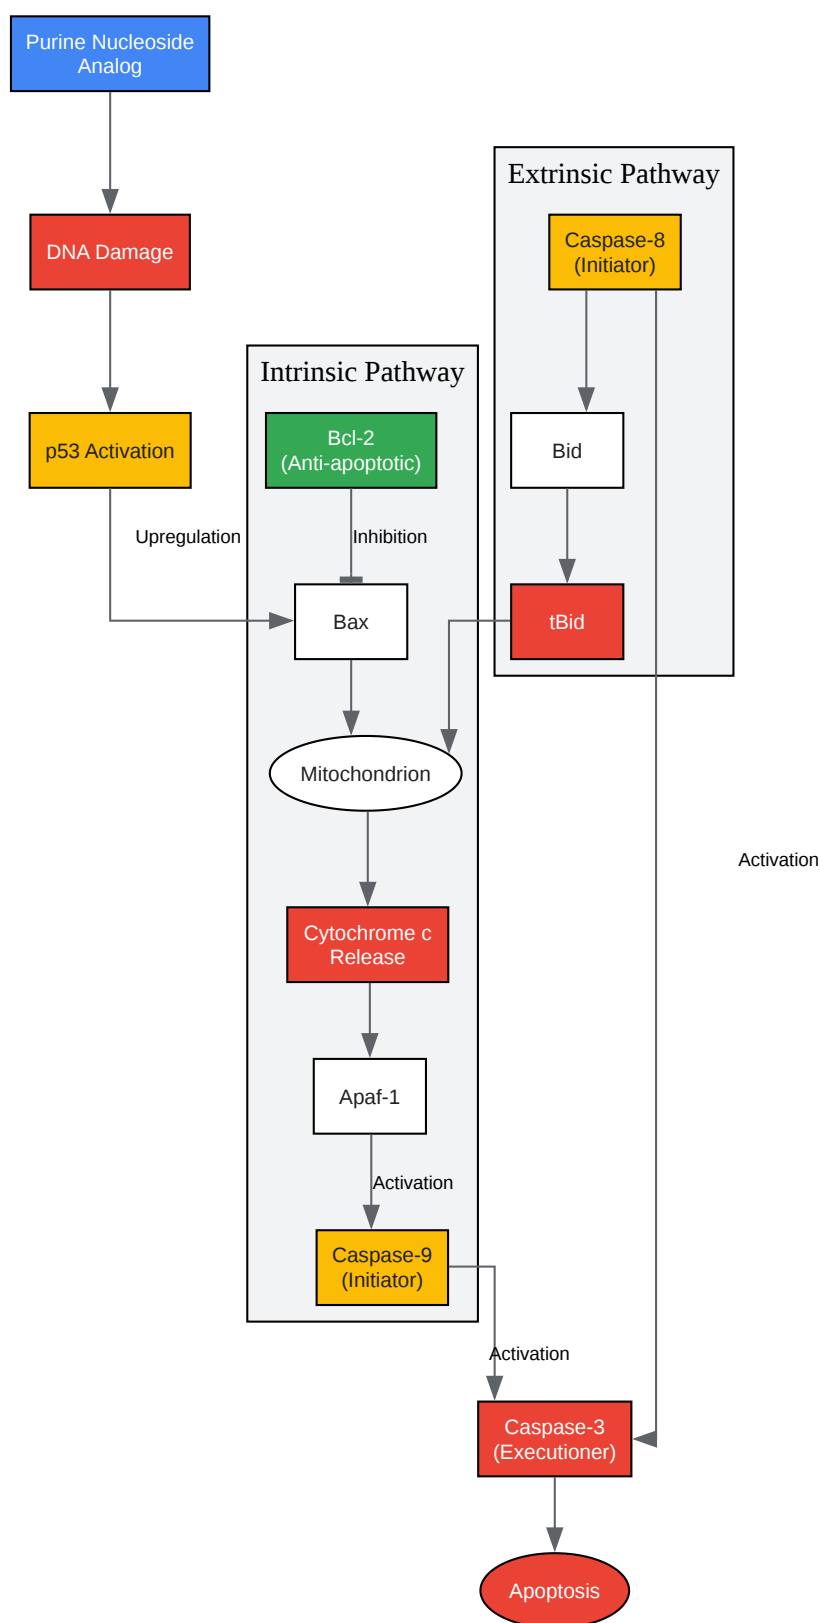 Purine Nucleoside
Analog
Extrinsic Pathway
DNA Damage
Caspase-8
(Initiator)
Intrinsic Pathway
p53 Activation
Bcl-2
(Anti-apoptotic)
Bid
Upregulation
Inhibition
Bax
tBid
Mitochondrion
Activation
Cytochrome c
Release
Apaf-1
Activation
Caspase-9
(Initiator)
Activation
Caspase-3
(Executioner)
Apoptosis